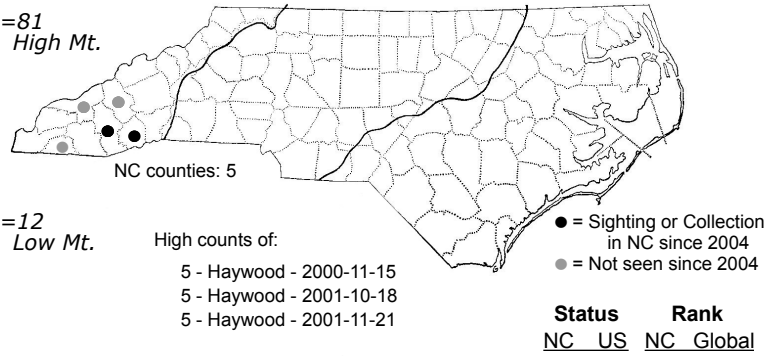 =81
High Mt.
NC counties: 5
=12
Low Mt.
High counts of:
5 - Haywood - 2000-11-15
5 - Haywood - 2001-10-18
5 - Haywood - 2001-11-21
● = Sighting or Collection
in NC since 2004
● = Not seen since 2004
Status Rank
NC US NC Global